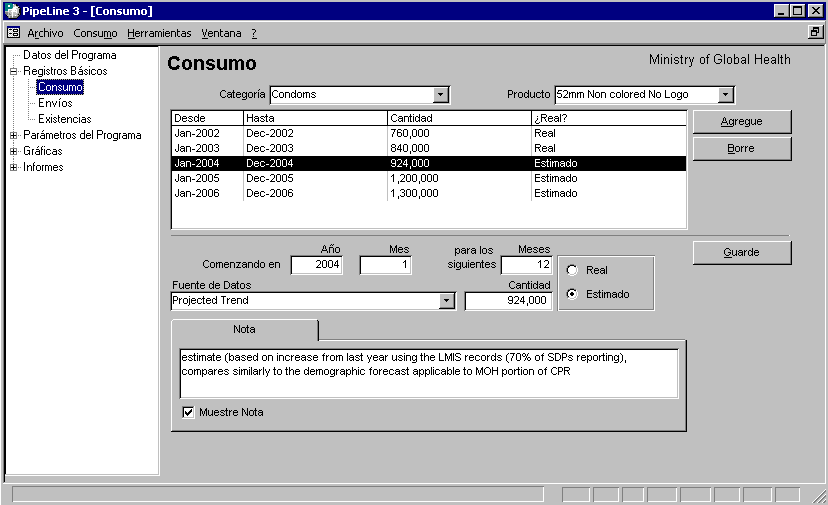 PipeLine 3 - [Consumo]
Archivo Consumo Herramientas Ventana ?
Datos del Programa
Registros Básicos
Consumo
Envíos
Existencias
Parámetros del Programa
Gráficas
Informes
Consumo
Ministry of Global Health
Categoría Condoms Producto 52mm Non colored No Logo
Desde Hasta Cantidad ¿Real?
Jan-2002 Dec-2002 760,000 Real
Jan-2003 Dec-2003 840,000 Real
Jan-2004 Dec-2004 924,000 Estimado
Jan-2005 Dec-2005 1,200,000 Estimado
Jan-2006 Dec-2006 1,300,000 Estimado
Agregue
Borre
Guarde
Año Mes para los Meses
Comenzando en 2004 1 siguientes 12
Real
Estimado
Fuente de Datos Cantidad
Projected Trend 924,000
Nota
estimate (based on increase from last year using the LMIS records (70% of SDPs reporting),
compares similarly to the demographic forecast applicable to MOH portion of CPR
Muestre Nota